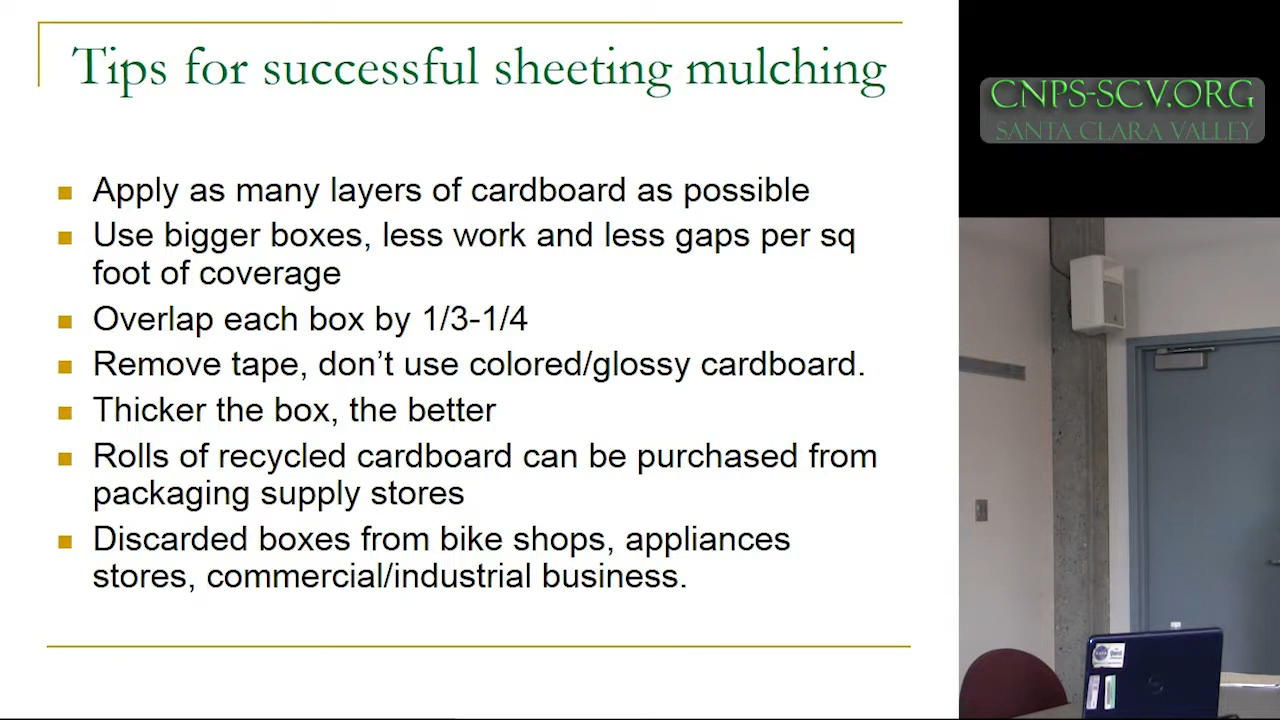 Tips for successful sheeting mulching
Apply as many layers of cardboard as possible
Use bigger boxes, less work and less gaps per sq
foot of coverage
Overlap each box by 1/3-1/4
Remove tape, don’t use colored/glossy cardboard.
Thicker the box, the better
Rolls of recycled cardboard can be purchased from
packaging supply stores
Discarded boxes from bike shops, appliances
stores, commercial/industrial business.
CNPS-SCV.ORG
SANTA CLARA VALLEY